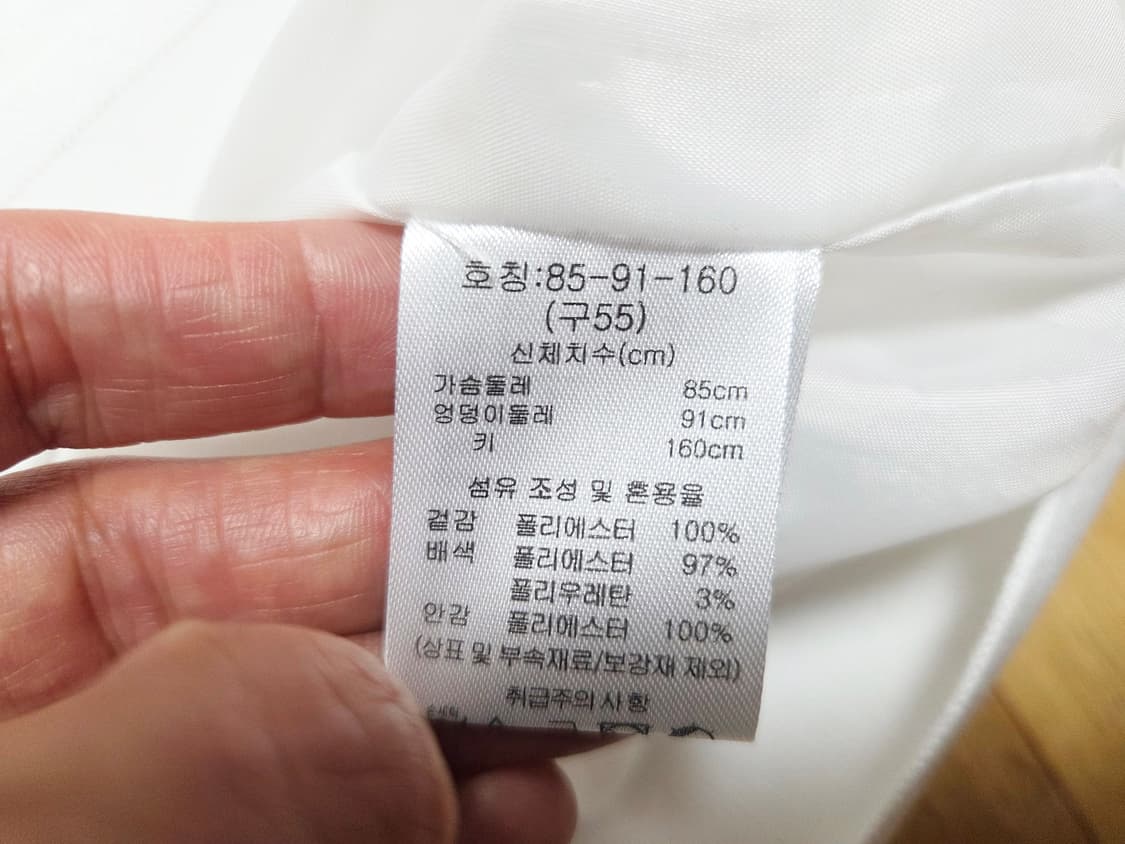 호칭:85-91-160
(구55)
신체치수(cm)
가슴둘레 85cm
엉덩이둘레 91cm
키 160cm
섬유 조성 및 혼용율
겉감 폴리에스터 100%
배색 폴리에스터 97%
폴리우레탄 3%
안감 폴리에스터 100%
(상표 및 부속재료/보강재 제외)
취급주의사항
손세탁